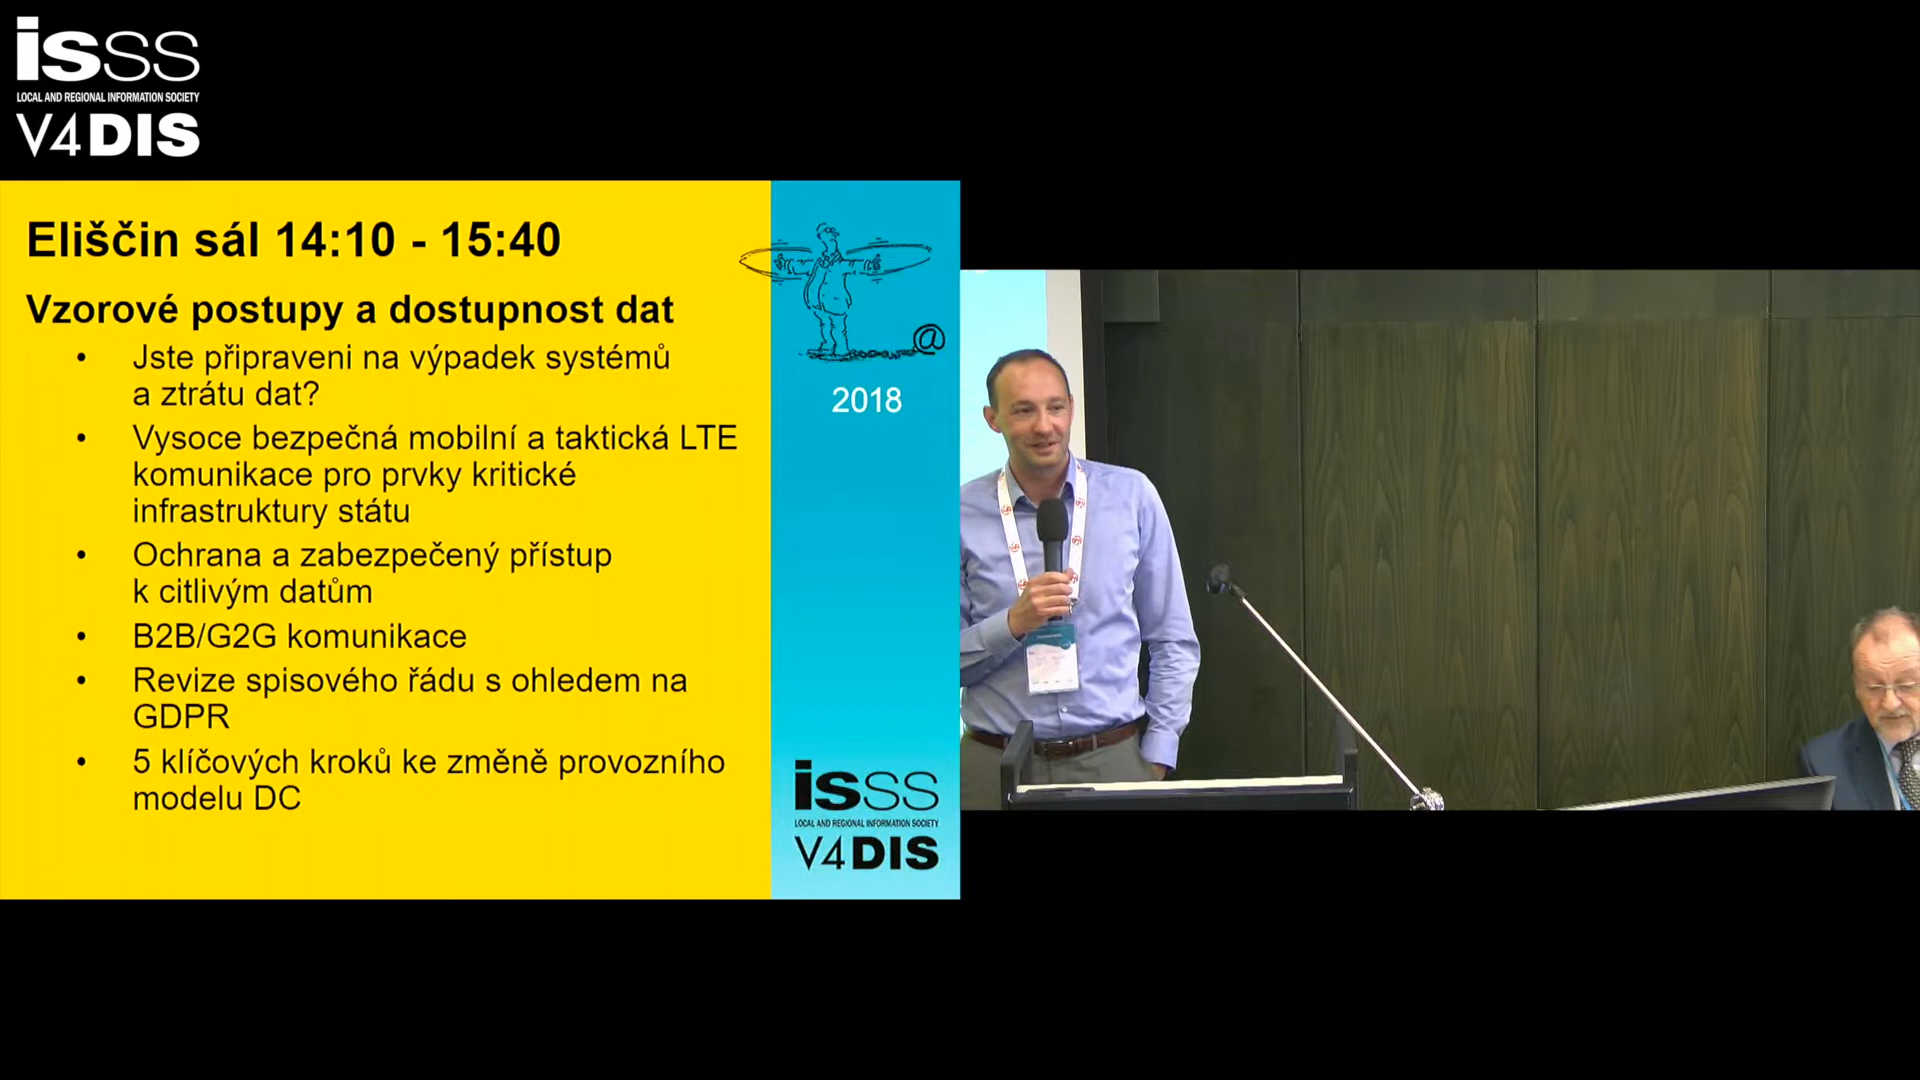 isss
LOCAL AND REGIONAL INFORMATION SOCIETY
V4DIS
Eliščin sál 14:10 - 15:40
Vzorové postupy a dostupnost dat
• Jste připraveni na výpadek systémů
a ztrátu dat?
• Vysoce bezpečná mobilní a taktická LTE
komunikace pro prvky kritické
infrastruktury státu
• Ochrana a zabezpečený přístup
k citlivým datům
• B2B/G2G komunikace
• Revize spisového řádu s ohledem na
GDPR
• 5 klíčových kroků ke změně provozního
modelu DC
@
2018
isss
LOCAL AND REGIONAL INFORMATION SOCIETY
V4DIS